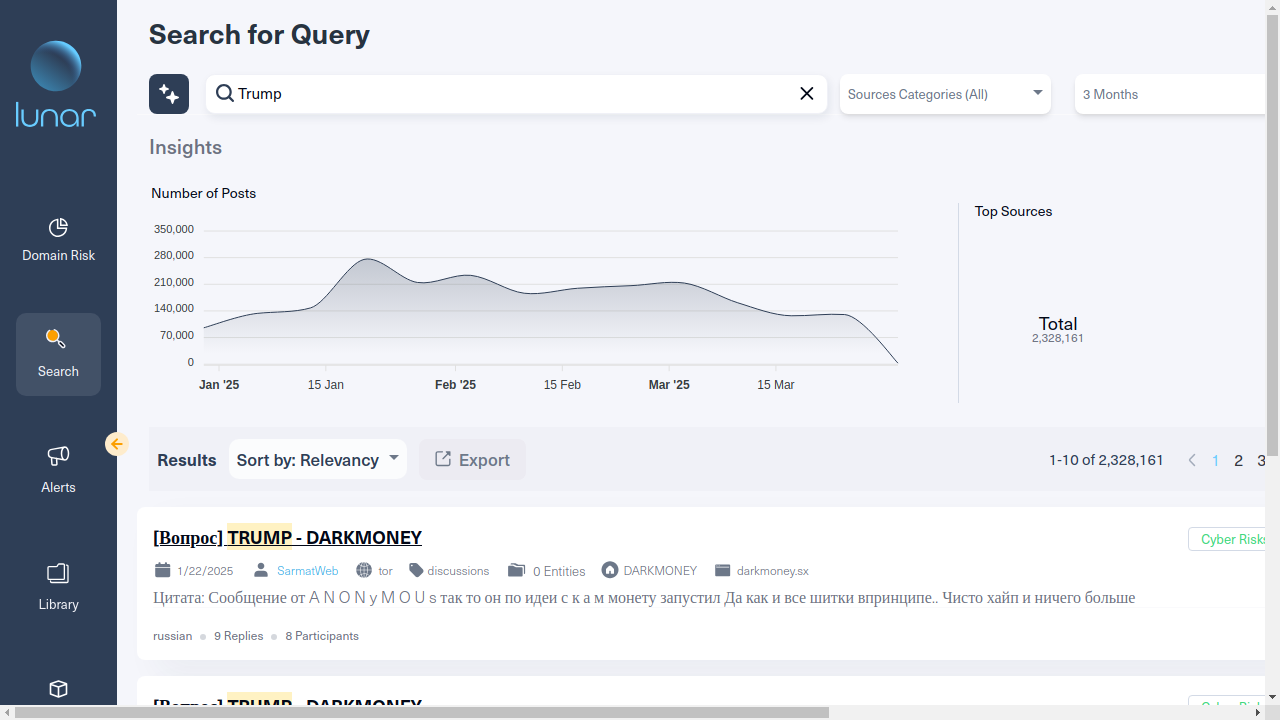 Search for Query
lunar
Trump
Sources Categories (All)
3 Months
Insights
Number of Posts
350,000
280,000
210,000
140,000
70,000
0
Jan '25
15 Jan
Feb '25
15 Feb
Mar '25
15 Mar
Top Sources
Total
2,328,161
Domain Risk
Search
Alerts
Library
Results
Sort by: Relevancy
Export
1-10 of 2,328,161
1 2 3
[Вопрос] TRUMP - DARKMONEY
Cyber Risks
1/22/2025 SarmatWeb tor discussions 0 Entities DARKMONEY darkmoney.sx
Цитата: Сообщение от A N O N y M O U s так то он по идеи с к а м монету запустил Да как и все шитки впринципе.. Чисто хайп и ничего больше
russian 9 Replies 8 Participants
[Вопрос] TRUMP - DARKMONEY
Cyber Risks